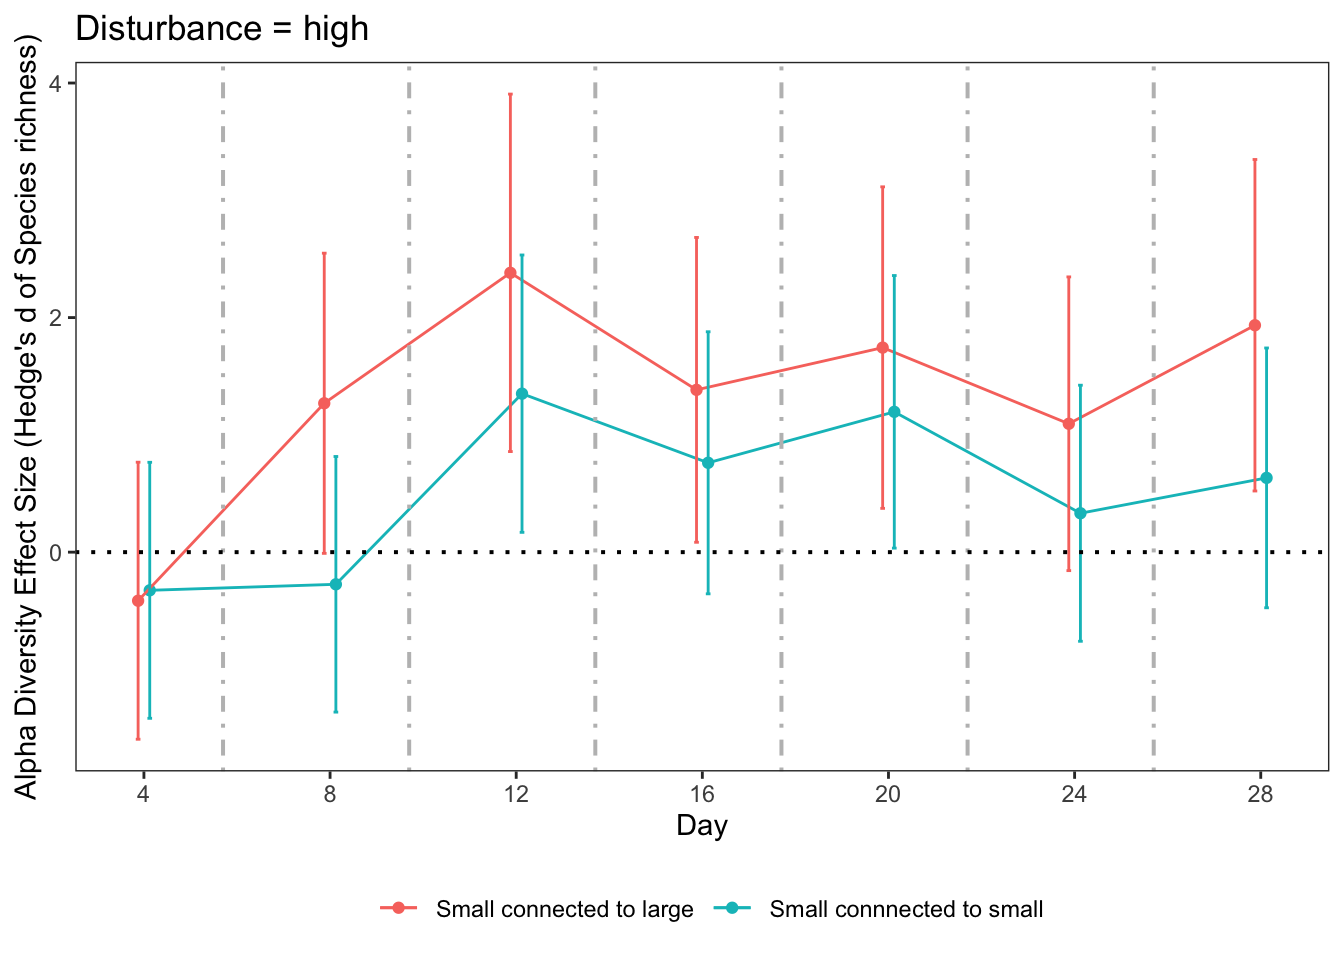 Disturbance = high
Alpha Diversity Effect Size (Hedge's d of Species richness)
4
2
0
4 8 12 16 20 24 28
Day
Small connected to large Small connnected to small